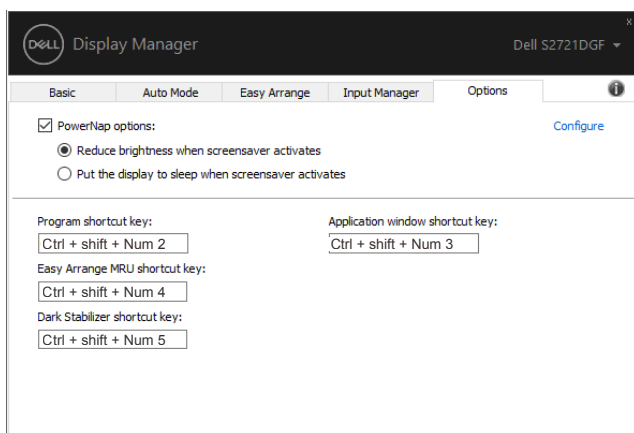 x
DELL Display Manager Dell S2721DGF
Basic Auto Mode Easy Arrange Input Manager Options i
PowerNap options: Configure
Reduce brightness when screensaver activates
Put the display to sleep when screensaver activates
Program shortcut key: Application window shortcut key:
Ctrl + shift + Num 2 Ctrl + shift + Num 3
Easy Arrange MRU shortcut key:
Ctrl + shift + Num 4
Dark Stabilizer shortcut key:
Ctrl + shift + Num 5